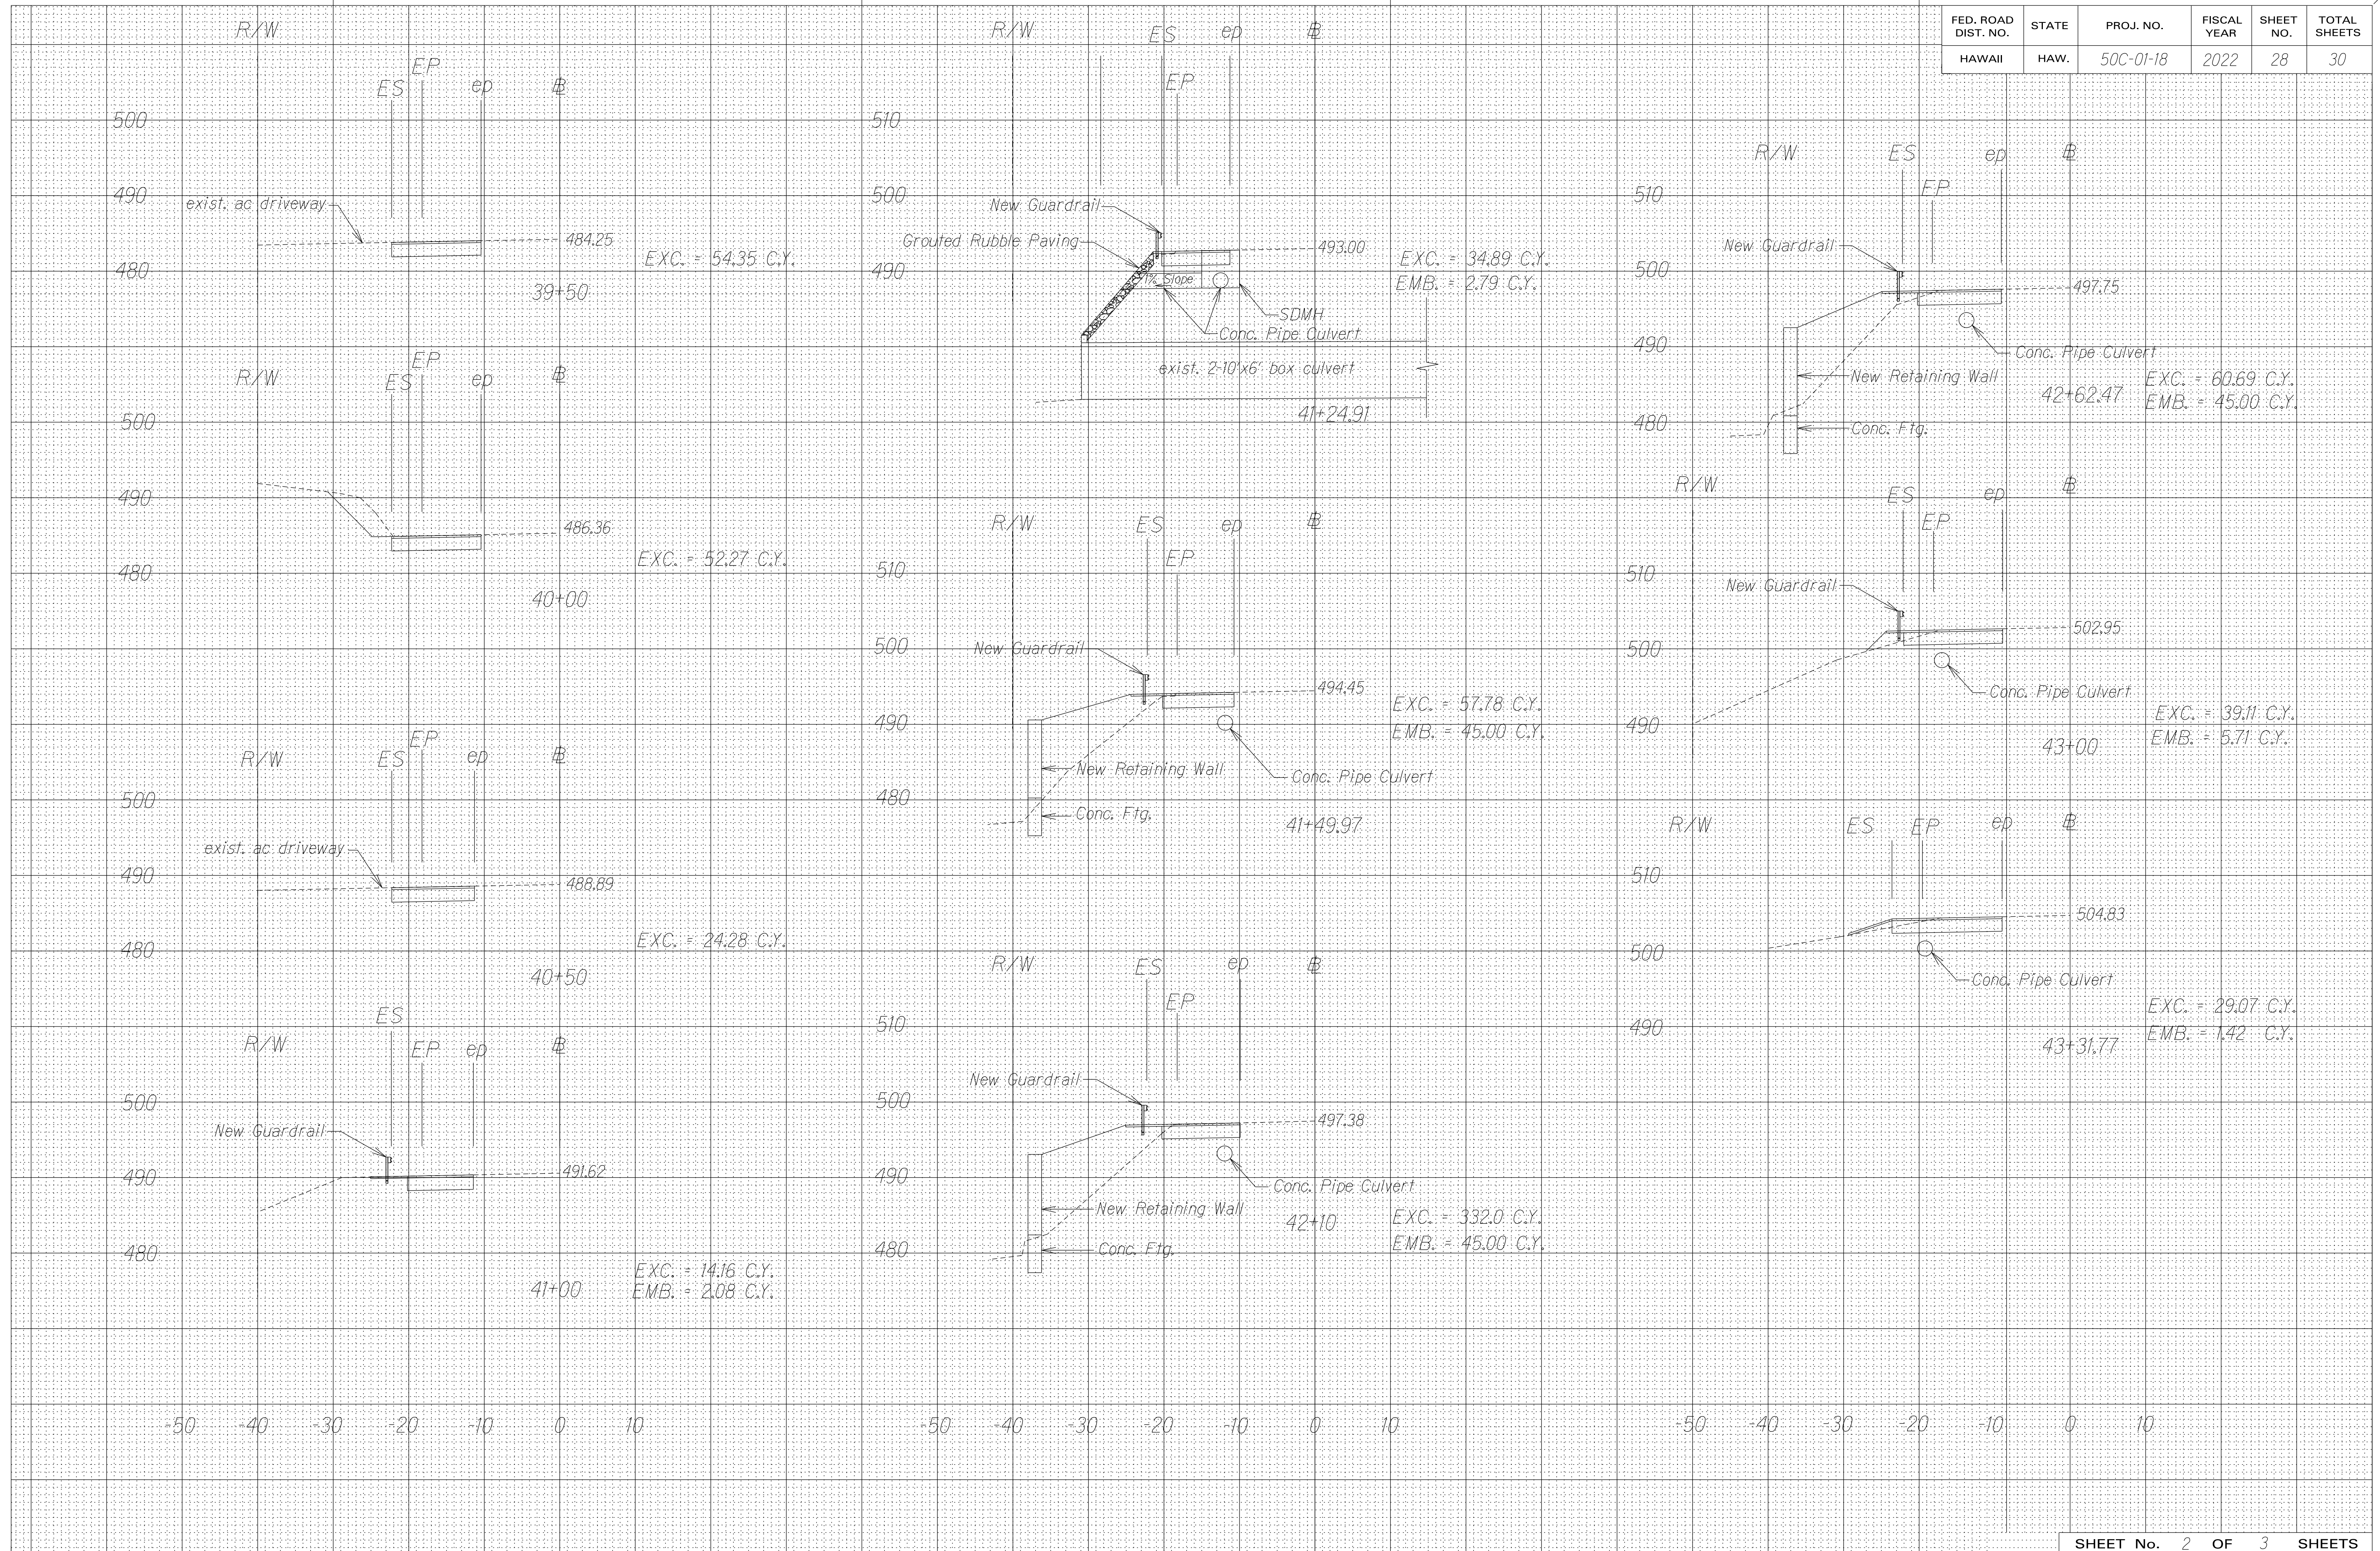 FED. ROAD DIST. NO. STATE PROJ. NO. FISCAL YEAR SHEET NO. TOTAL SHEETS
HAWAII HAW. 50C-01-18 2022 28 30
R/W
EP
ES ep BL
500
490
exist. ac driveway
484.25
EXC. = 54.35 C.Y.
480
39+50
EP
R/W ES ep BL
500
490
486.36
EXC. = 52.27 C.Y.
480
40+00
EP
R/W ES ep BL
500
exist. ac driveway
490
488.89
EXC. = 24.28 C.Y.
480
40+50
ES
R/W EP ep BL
500
New Guardrail
490
491.62
480
EXC. = 14.16 C.Y.
41+00
EMB. = 2.08 C.Y.
-50 -40 -30 -20 -10 0 10
R/W ES ep BL
EP
510
500
New Guardrail
Grouted Rubble Paving
493.00
EXC. = 34.89 C.Y.
490
1% Slope
EMB. = 2.79 C.Y.
SDMH
Conc. Pipe Culvert
exist. 2-10'x6' box culvert
41+24.91
R/W ES ep BL
EP
510
500
New Guardrail
494.45
EXC. = 57.78 C.Y.
490
EMB. = 45.00 C.Y.
New Retaining Wall
Conc. Pipe Culvert
480
Conc. Ftg.
41+49.97
R/W ES ep BL
EP
510
New Guardrail
500
497.38
490
Conc. Pipe Culvert
New Retaining Wall
42+10
EXC. = 332.0 C.Y.
EMB. = 45.00 C.Y.
480
Conc. Ftg.
-50 -40 -30 -20 -10 0 10
R/W ES ep BL
EP
510
New Guardrail
500
497.75
490
Conc. Pipe Culvert
New Retaining Wall
EXC. = 60.69 C.Y.
42+62.47
EMB. = 45.00 C.Y.
480
Conc. Ftg.
R/W ES ep BL
EP
510
New Guardrail
502.95
500
Conc. Pipe Culvert
EXC. = 39.11 C.Y.
490
EMB. = 5.71 C.Y.
43+00
R/W ES EP ep BL
510
504.83
500
Conc. Pipe Culvert
EXC. = 29.07 C.Y.
490
EMB. = 1.42 C.Y.
43+31.77
-50 -40 -30 -20 -10 0 10
SHEET No. 2 OF 3 SHEETS